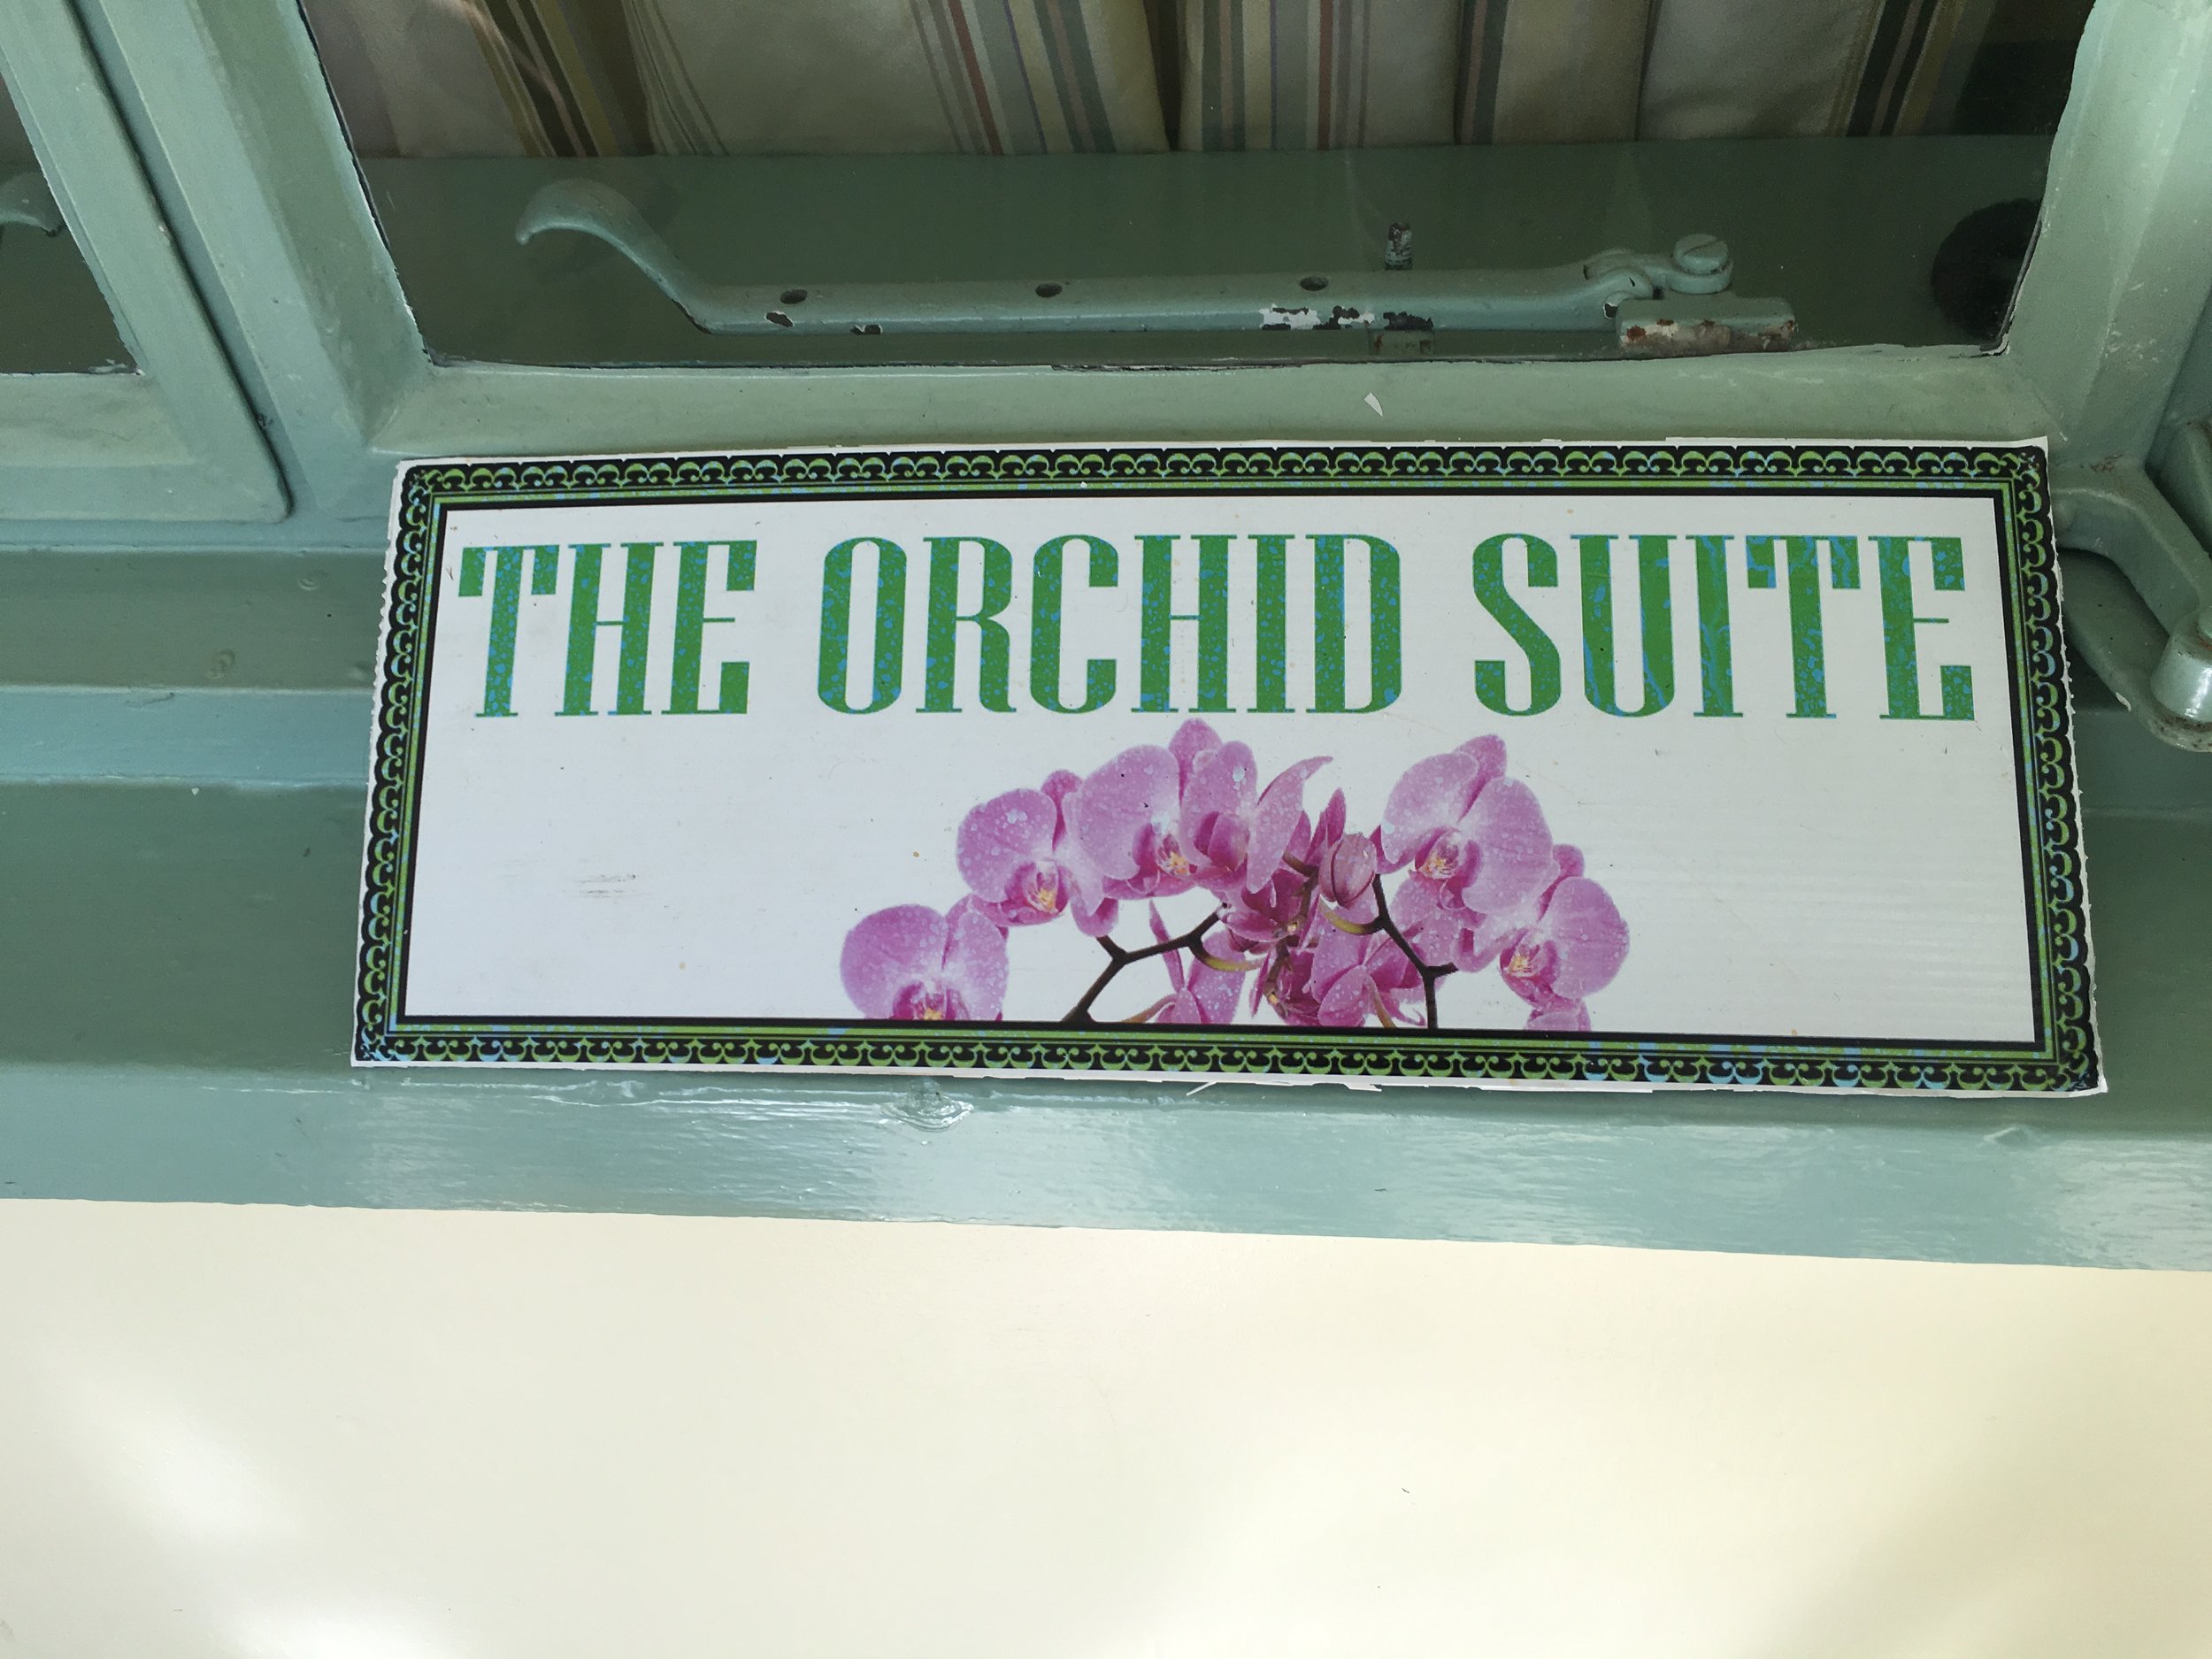 THE ORCHID SUITE